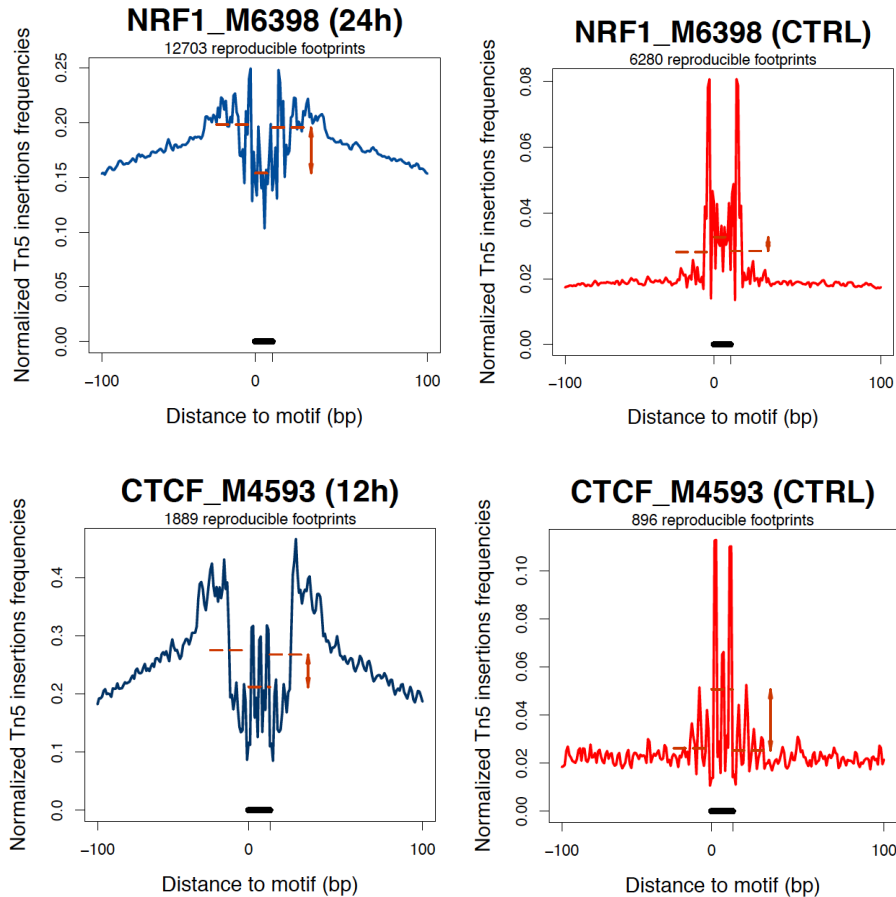 NRF1_M6398 (24h)
12703 reproducible footprints
Normalized Tn5 insertions frequencies
0.25
0.20
0.15
0.10
0.05
0.00
−100
0
100
Distance to motif (bp)
NRF1_M6398 (CTRL)
6280 reproducible footprints
Normalized Tn5 insertions frequencies
0.08
0.06
0.04
0.02
0.00
−100
0
100
Distance to motif (bp)
CTCF_M4593 (12h)
1889 reproducible footprints
Normalized Tn5 insertions frequencies
0.4
0.3
0.2
0.1
0.0
-100
0
100
Distance to motif (bp)
CTCF_M4593 (CTRL)
896 reproducible footprints
Normalized Tn5 insertions frequencies
0.10
0.08
0.06
0.04
0.02
0.00
−100
0
100
Distance to motif (bp)